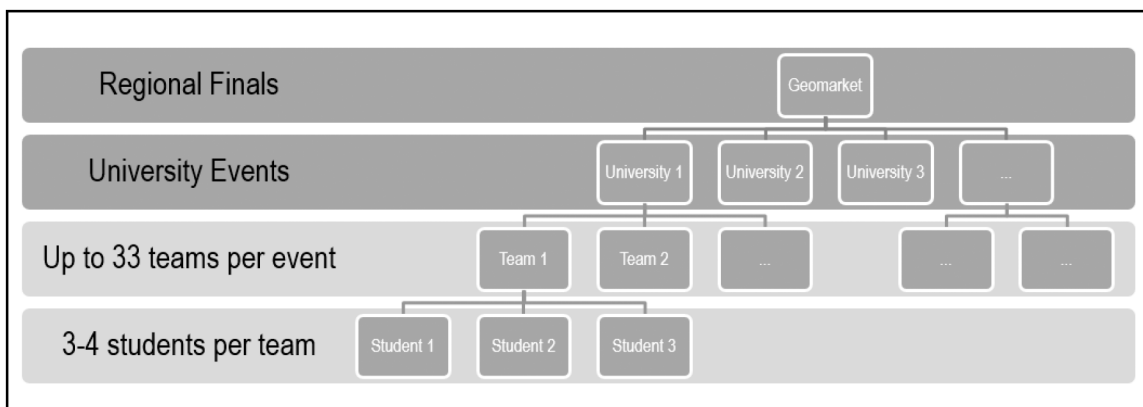 Regional Finals
Geomarket
University Events
University 1
University 2
University 3
...
Up to 33 teams per event
Team 1
Team 2
...
...
...
3-4 students per team
Student 1
Student 2
Student 3